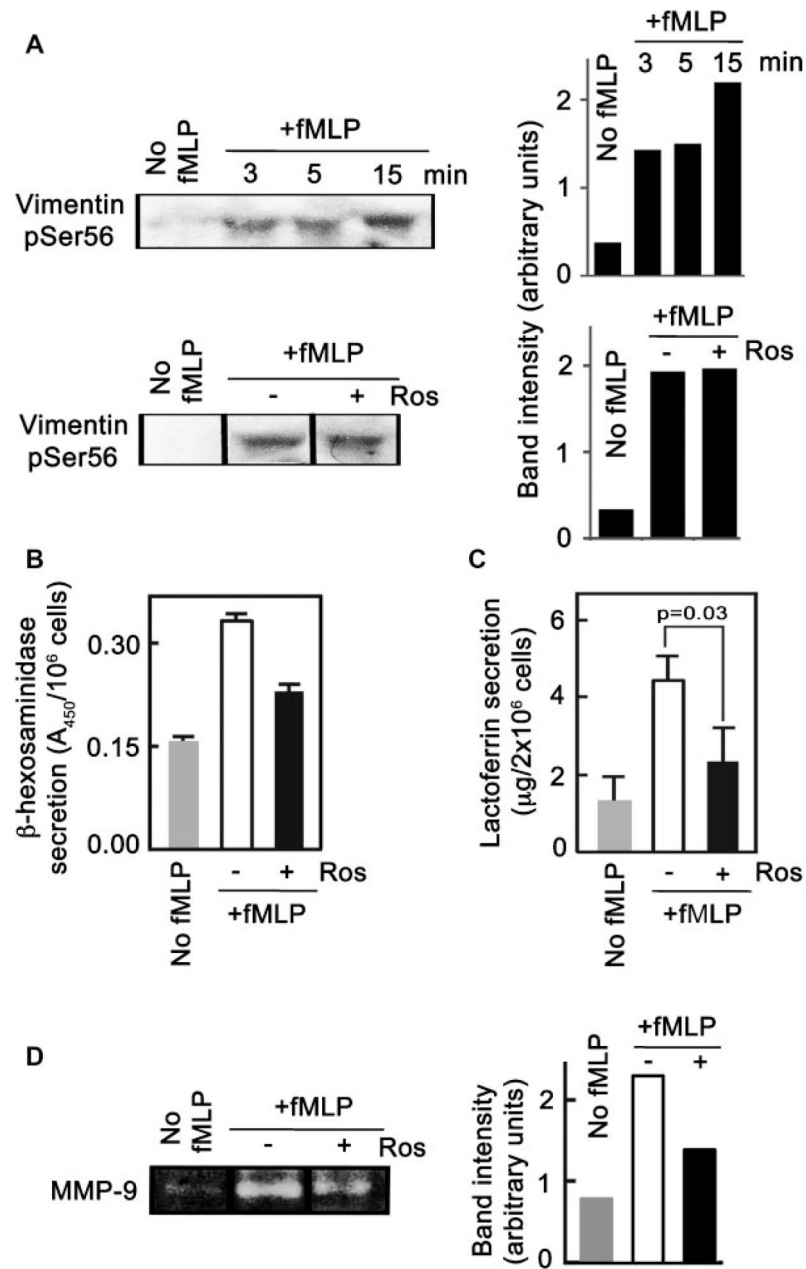 A
No fMLP
+fMLP
3 5 15 min
Vimentin
pSer56
+fMLP
No fMLP
3 5 15 min
Band intensity (arbitrary units)
2
1
0
No fMLP
+fMLP
- + Ros
Vimentin
pSer56
+fMLP
No fMLP
- + Ros
2
1
0
B
β-hexosaminidase
secretion (A₄₅₀/10⁶ cells)
0.30
0.15
0.00
No fMLP
- + Ros
+fMLP
C
Lactoferrin secretion
(µg/2x10⁶ cells)
6
4
2
0
p=0.03
No fMLP
- + Ros
+fMLP
D
No fMLP
+fMLP
- + Ros
MMP-9
+fMLP
No fMLP
- +
Band intensity
(arbitrary units)
2
1
0